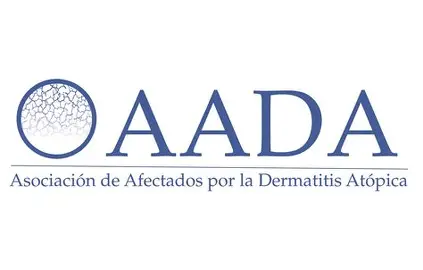 AADA
Asociación de Afectados por la Dermatitis Atópica